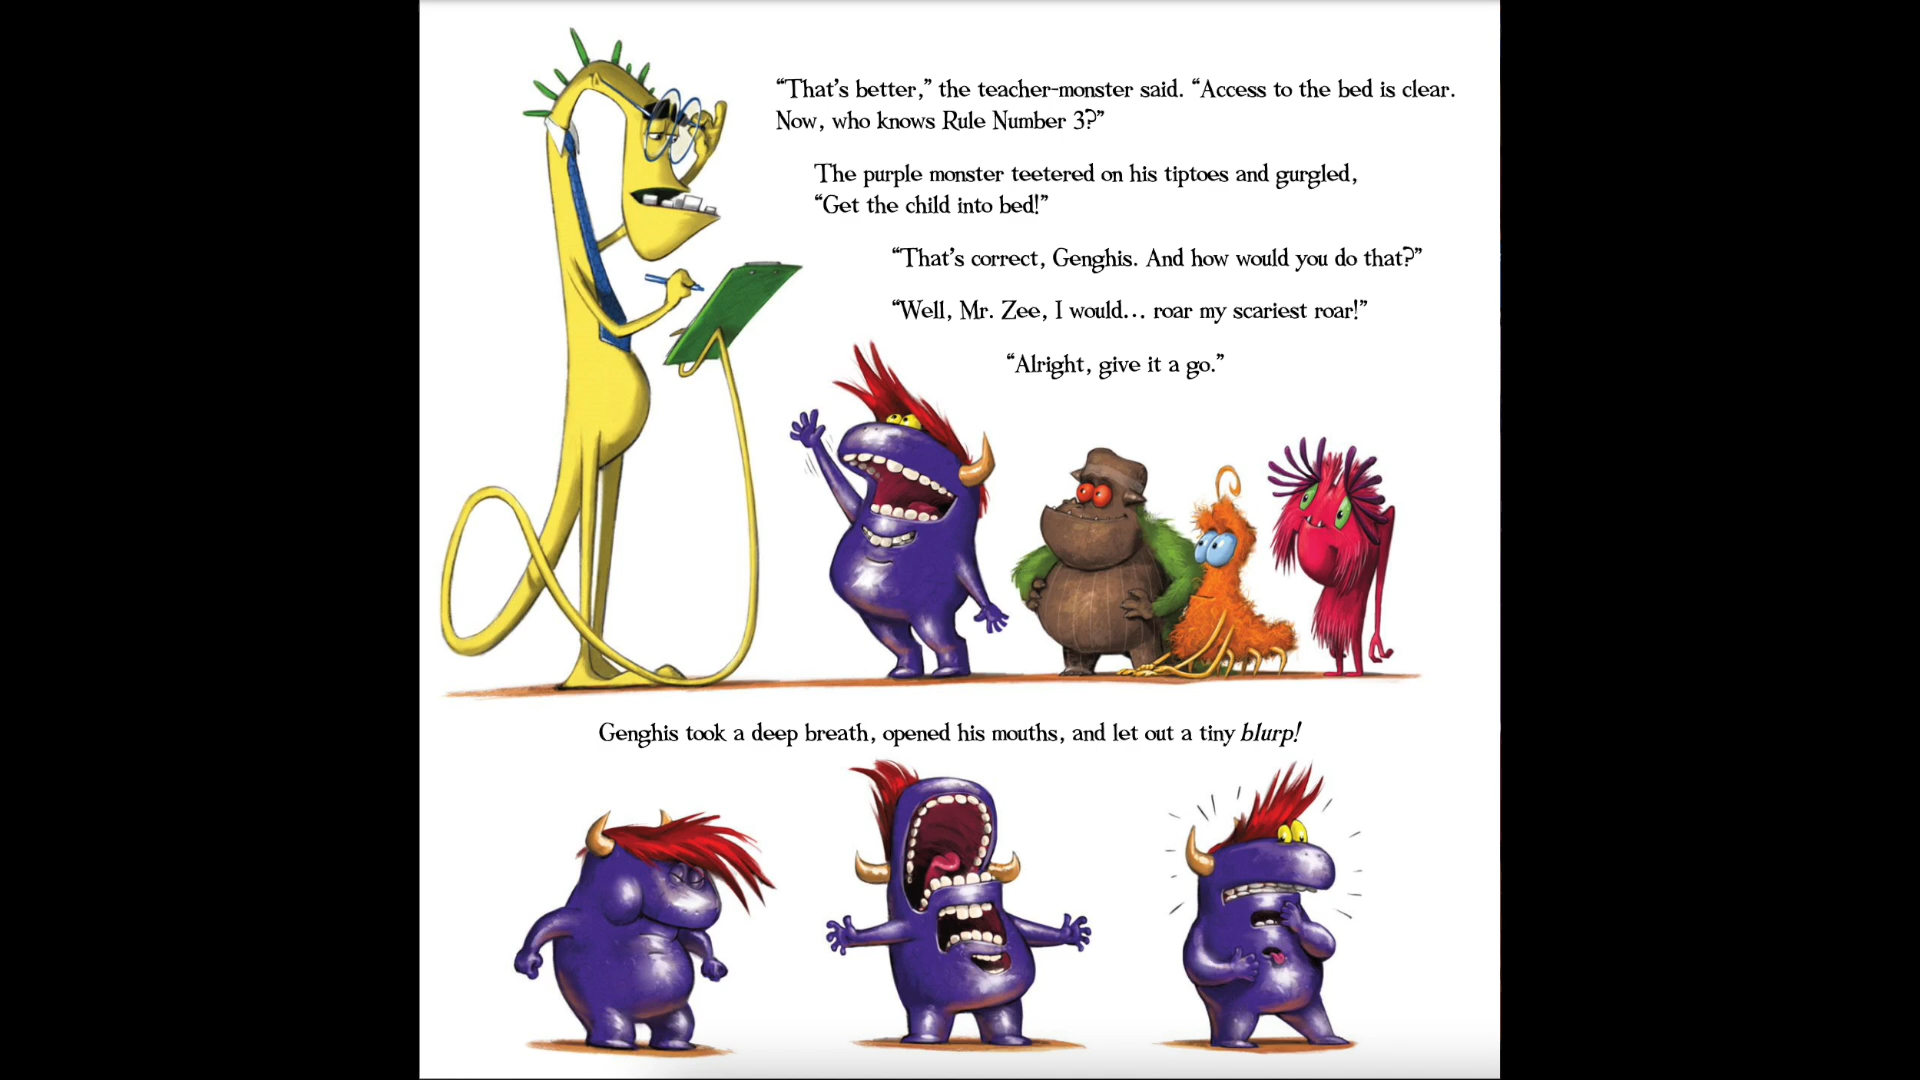 “That’s better,” the teacher-monster said. “Access to the bed is clear.
Now, who knows Rule Number 3?”
The purple monster teetered on his tiptoes and gurgled,
“Get the child into bed!”
“That’s correct, Genghis. And how would you do that?”
“Well, Mr. Zee, I would... roar my scariest roar!”
“Alright, give it a go.”
Genghis took a deep breath, opened his mouths, and let out a tiny blurp!